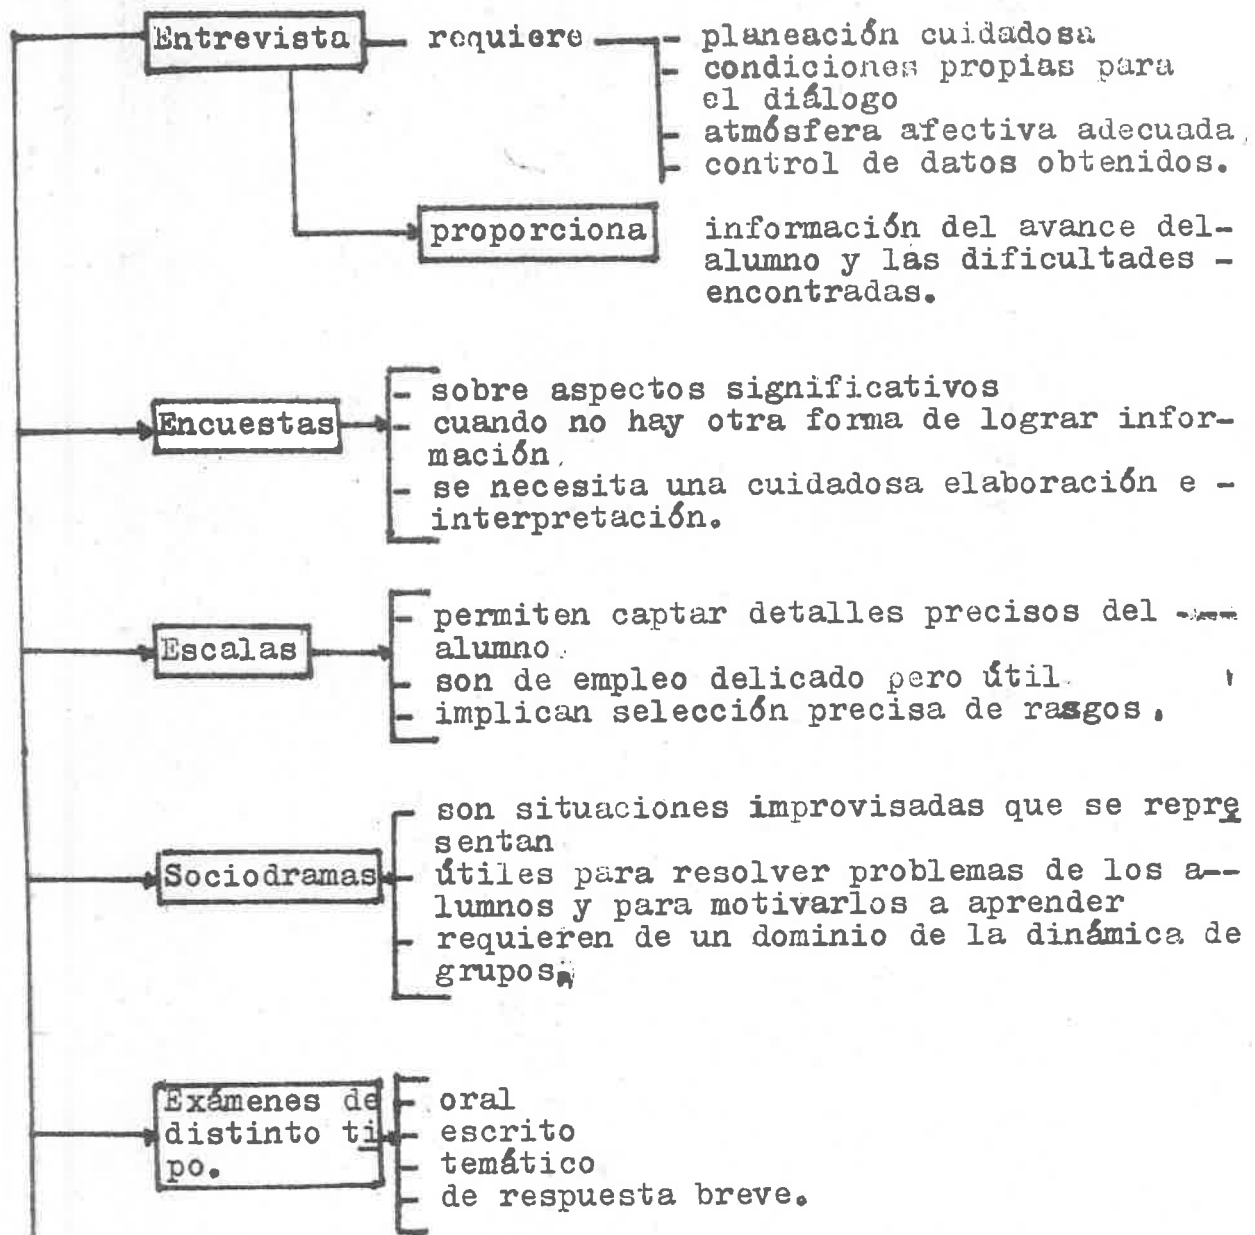 Entrevista requiere - planeación cuidadosa
- condiciones propias para
el diálogo
- atmósfera afectiva adecuada.
- control de datos obtenidos.
proporciona información del avance del-
alumno y las dificultades -
encontradas.
- sobre aspectos significativos
Encuestas - cuando no hay otra forma de lograr infor-
mación.
- se necesita una cuidadosa elaboración e -
interpretación.
- permiten captar detalles precisos del ---
Escalas alumno.
- son de empleo delicado pero útil.
- implican selección precisa de rasgos.
- son situaciones improvisadas que se repre
sentan
Sociodramas - útiles para resolver problemas de los a--
lumnos y para motivarlos a aprender
- requieren de un dominio de la dinámica de
grupos.
Exámenes de - oral
distinto ti - escrito
po. - temático
- de respuesta breve.